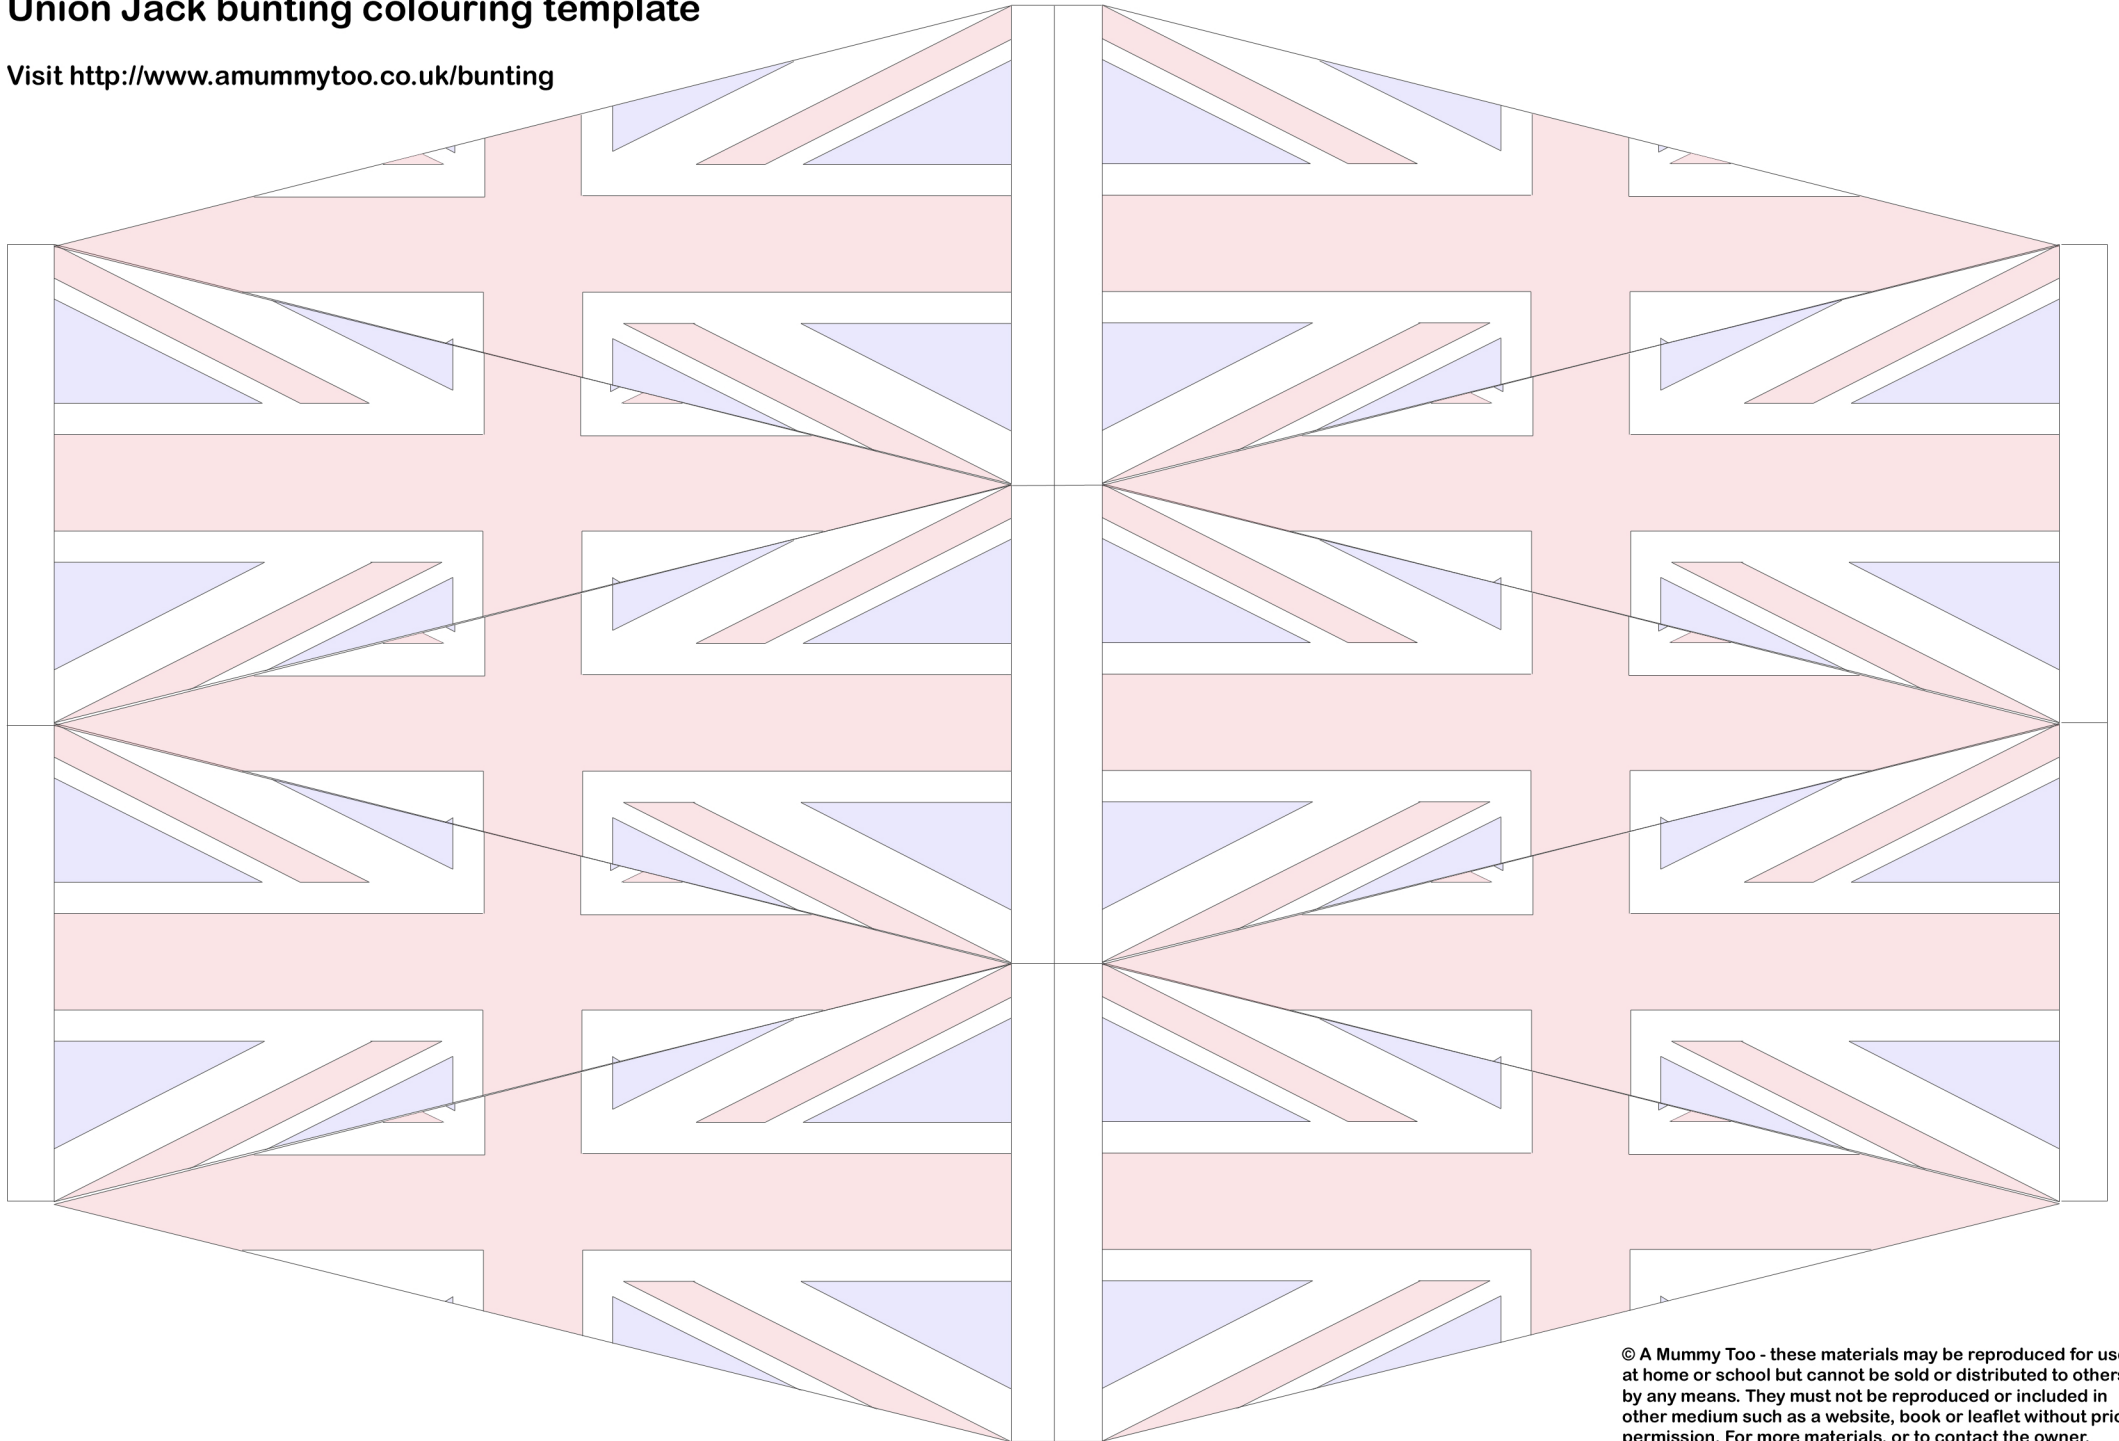 Union Jack bunting colouring template
Visit http://www.amummytoo.co.uk/bunting
© A Mummy Too - these materials may be reproduced for use
at home or school but cannot be sold or distributed to others
by any means. They must not be reproduced or included in
other medium such as a website, book or leaflet without prior
permission. For more materials, or to contact the owner,